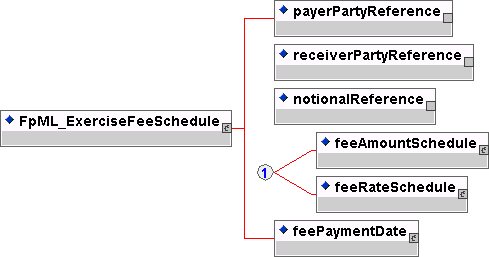 payerPartyReference
receiverPartyReference
notionalReference
FpML_ExerciseFeeSchedule
1
feeAmountSchedule
feeRateSchedule
feePaymentDate